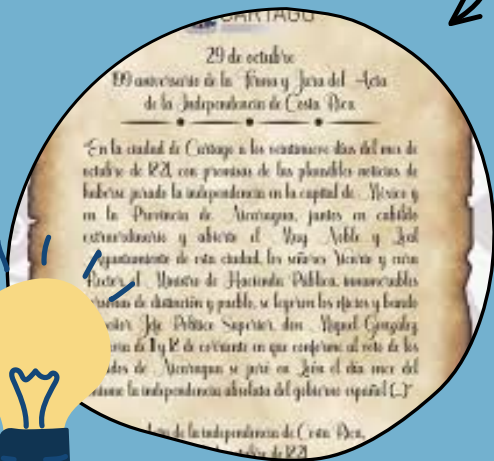 CARTAGO
29 de octubre
199 aniversario de la Firma y Jura del Acta
de la Independencia de Costa Rica
En la ciudad de Cartago a los veintinueve días del mes de
octubre de 1821, con premisas de las plausibles noticias de
haberse jurado la independencia en la capital de México y
en la Provincia de Nicaragua, juntos en cabildo
extraordinario y abierto el Muy Noble y Leal
Ayuntamiento de esta ciudad, los señores Vicario y cura
Rector, el Ministro de Hacienda Pública, innumerables
personas de distinción y pueblo, se leyeron los oficios y bando
Jefe Político Superior, don Miguel González
de 11 y 18 de corriente en que conforme al voto de los
de Nicaragua se juró en León el día once del
la independencia absoluta del gobierno español [...]"
de la independencia de Costa Rica,
octubre de 1821